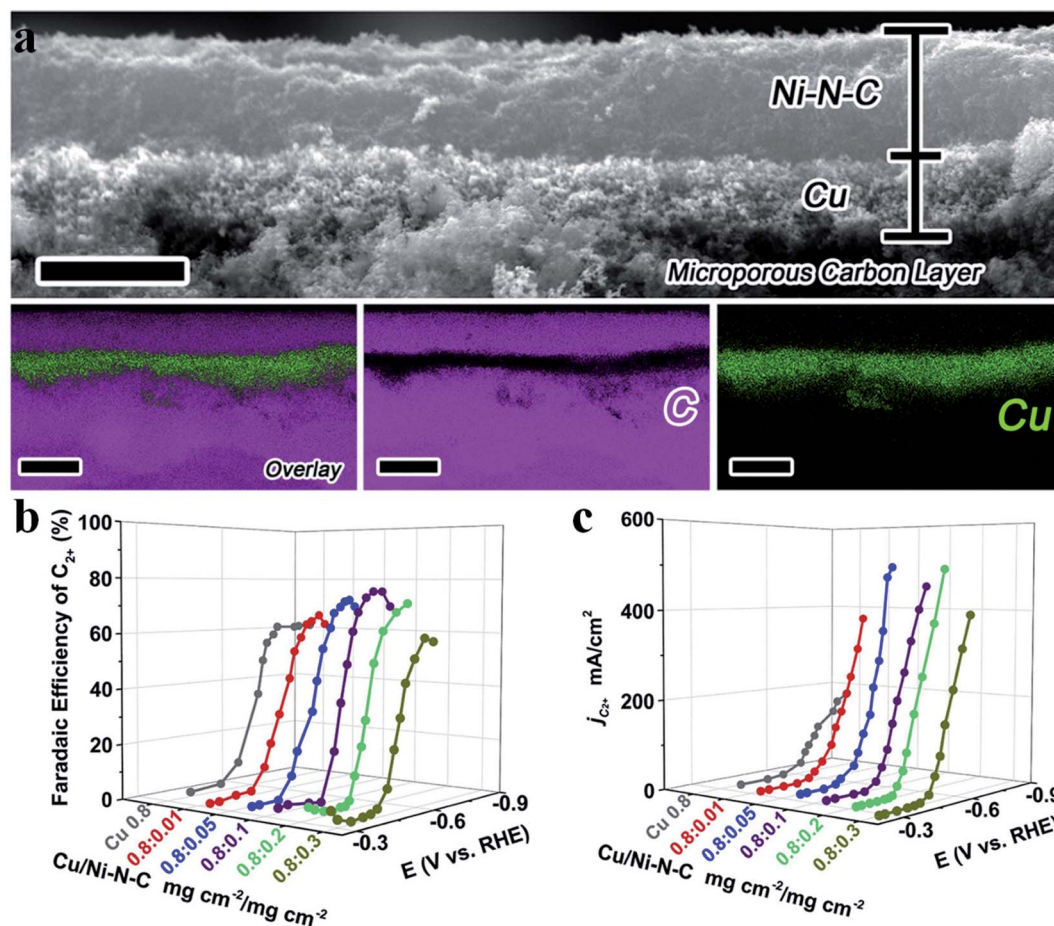 a
Ni-N-C
Cu
Microporous Carbon Layer
Overlay
C
Cu
b
Faradaic Efficiency of C₂₊ (%)
100
80
60
40
20
0
Cu 0.8
0.8:0.01
0.8:0.05
0.8:0.1
0.8:0.2
0.8:0.3
Cu/Ni-N-C mg cm⁻²/mg cm⁻²
-0.3
-0.6
-0.9
E (V vs. RHE)
c
j_C₂₊ mA/cm²
600
400
200
0
Cu 0.8
0.8:0.01
0.8:0.05
0.8:0.1
0.8:0.2
0.8:0.3
Cu/Ni-N-C mg cm⁻²/mg cm⁻²
-0.3
-0.6
-0.9
E (V vs. RHE)